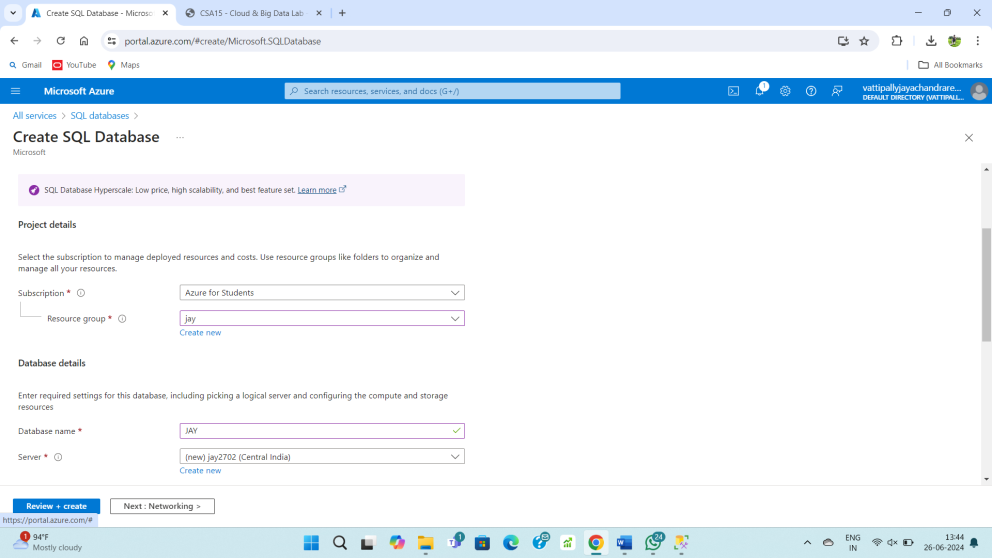 Create SQL Database - Microso
CSA15 - Cloud & Big Data Lab
portal.azure.com/#create/Microsoft.SQLDatabase
Gmail
YouTube
Maps
All Bookmarks
Microsoft Azure
Search resources, services, and docs (G+/)
1
vattipallyjayachandrare...
DEFAULT DIRECTORY (VATTIPALL...
All services > SQL databases >
Create SQL Database ...
Microsoft
SQL Database Hyperscale: Low price, high scalability, and best feature set. Learn more
Project details
Select the subscription to manage deployed resources and costs. Use resource groups like folders to organize and
manage all your resources.
Subscription *
Azure for Students
Resource group *
jay
Create new
Database details
Enter required settings for this database, including picking a logical server and configuring the compute and storage
resources
Database name *
JAY
Server *
(new) jay2702 (Central India)
Create new
Review + create
Next : Networking >
https://portal.azure.com/#
1
94°F
Mostly cloudy
1
24
ENG
IN
13:44
26-06-2024